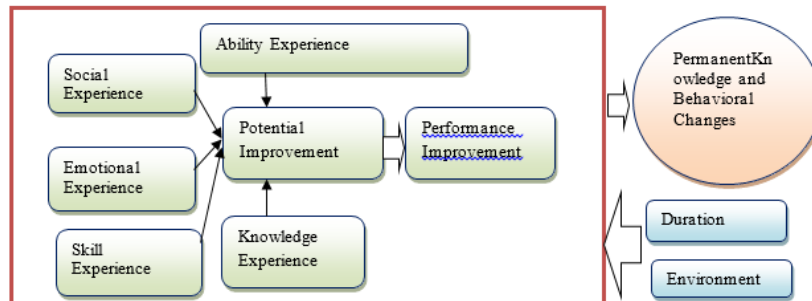 Ability Experience
Social
Experience
Potential
Improvement
Performance
Improvement
Emotional
Experience
Skill
Experience
Knowledge
Experience
PermanentKn
owledge and
Behavioral
Changes
Duration
Environment